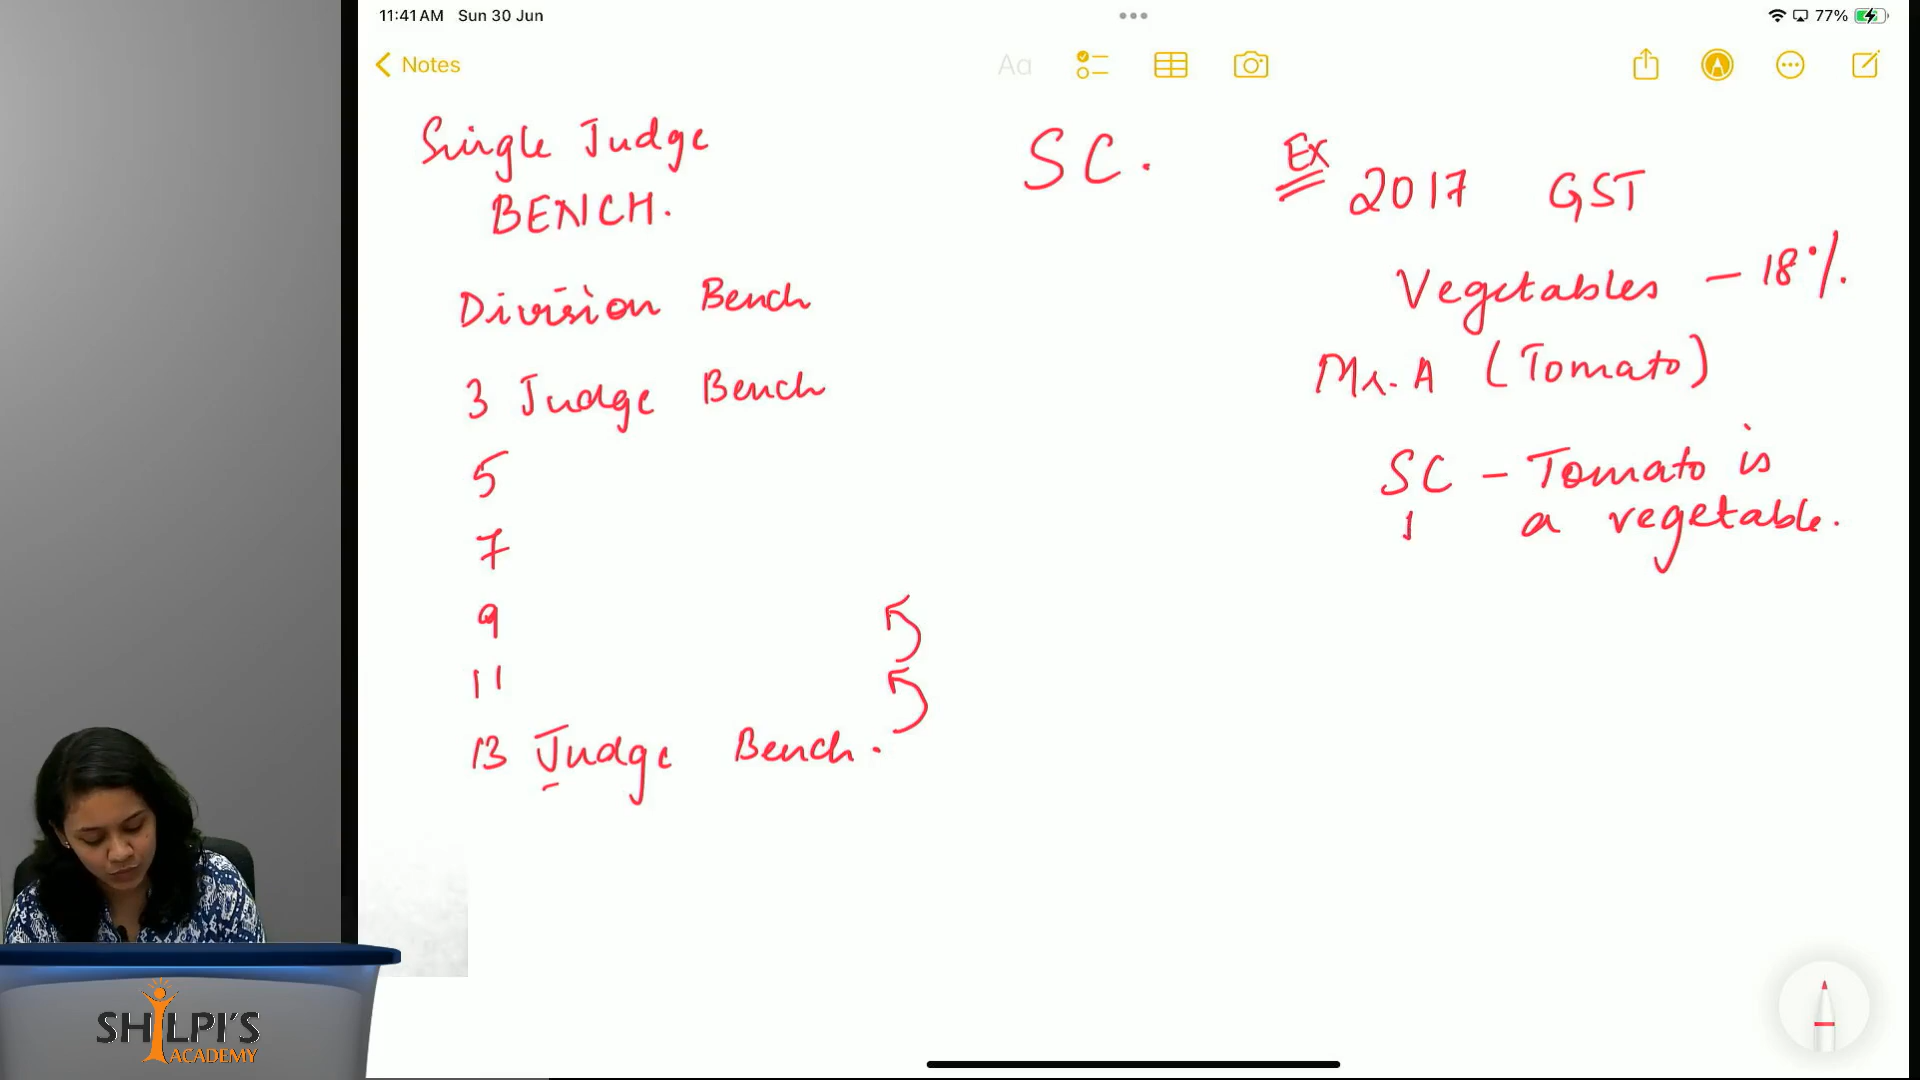 11:41 AM Sun 30 Jun
77%
Notes
Aa
Single Judge
BENCH.
Division Bench
3 Judge Bench
5
7
9
11
13 Judge Bench.
SC.
Ex
2017 GST
Vegetables - 18%.
Mr. A (Tomato)
SC - Tomato is
a vegetable.
SHILPI'S
ACADEMY